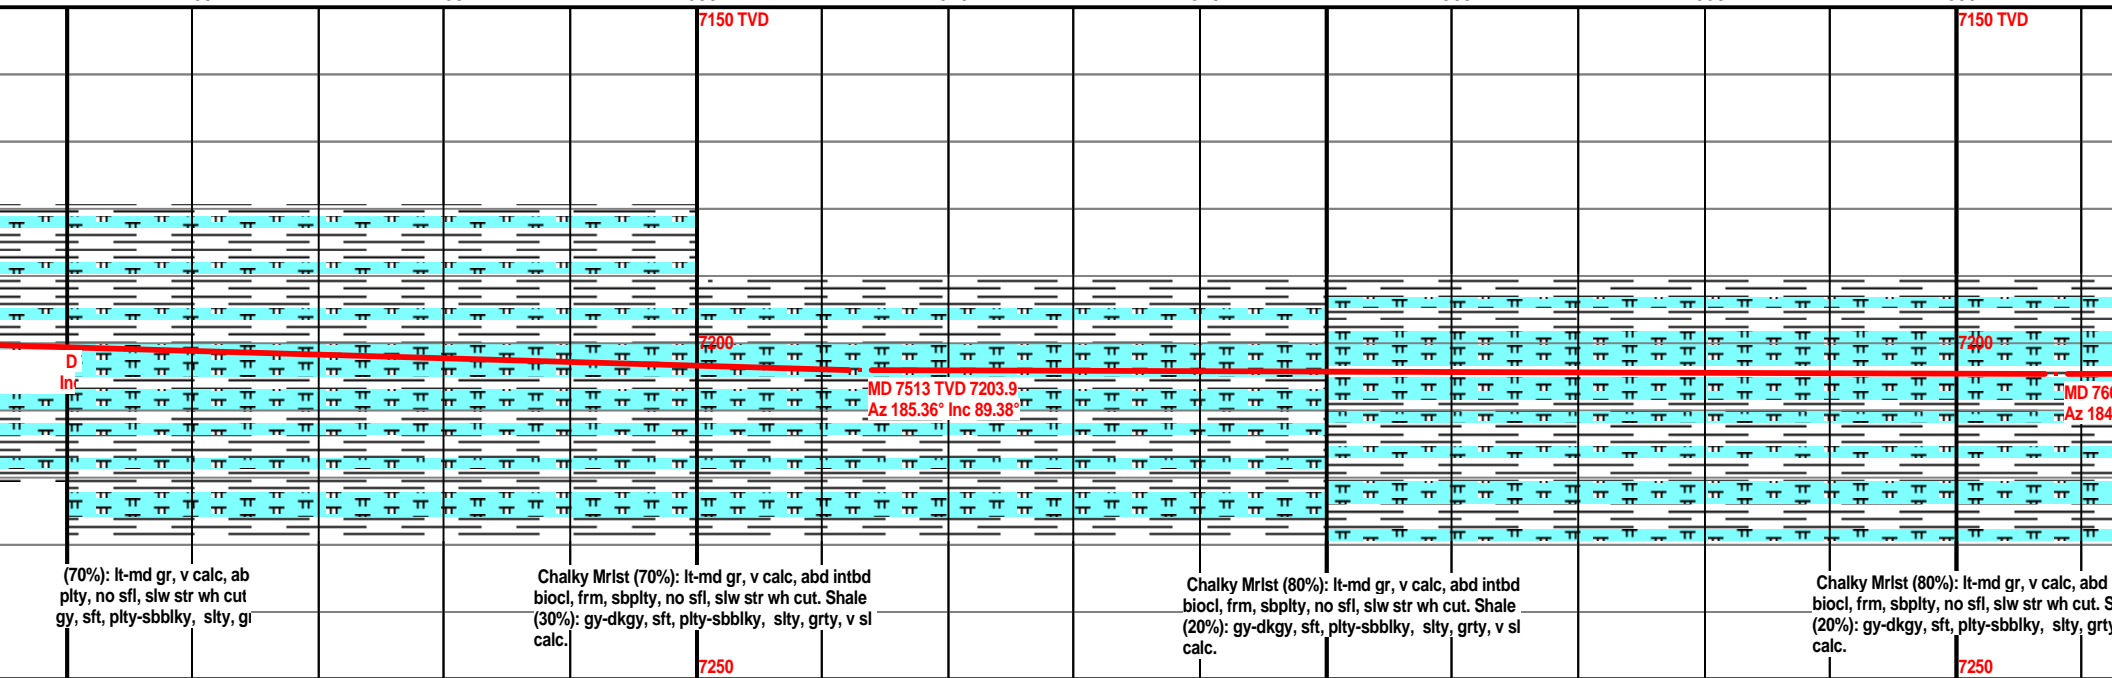 7150 TVD
7150 TVD
7200
7200
D
Inc
MD 7513 TVD 7203.9
Az 185.36° Inc 89.38°
MD 766
Az 184
(70%): lt-md gr, v calc, ab
plty, no sfl, slw str wh cut
gy, sft, plty-sbblky, slty, gr
Chalky Mrlst (70%): lt-md gr, v calc, abd intbd
biocl, frm, sbplty, no sfl, slw str wh cut. Shale
(30%): gy-dkgy, sft, plty-sbblky, slty, grty, v sl
calc.
Chalky Mrlst (80%): lt-md gr, v calc, abd intbd
biocl, frm, sbplty, no sfl, slw str wh cut. Shale
(20%): gy-dkgy, sft, plty-sbblky, slty, grty, v sl
calc.
Chalky Mrlst (80%): lt-md gr, v calc, abd
biocl, frm, sbplty, no sfl, slw str wh cut. S
(20%): gy-dkgy, sft, plty-sbblky, slty, grty
calc.
7250
7250